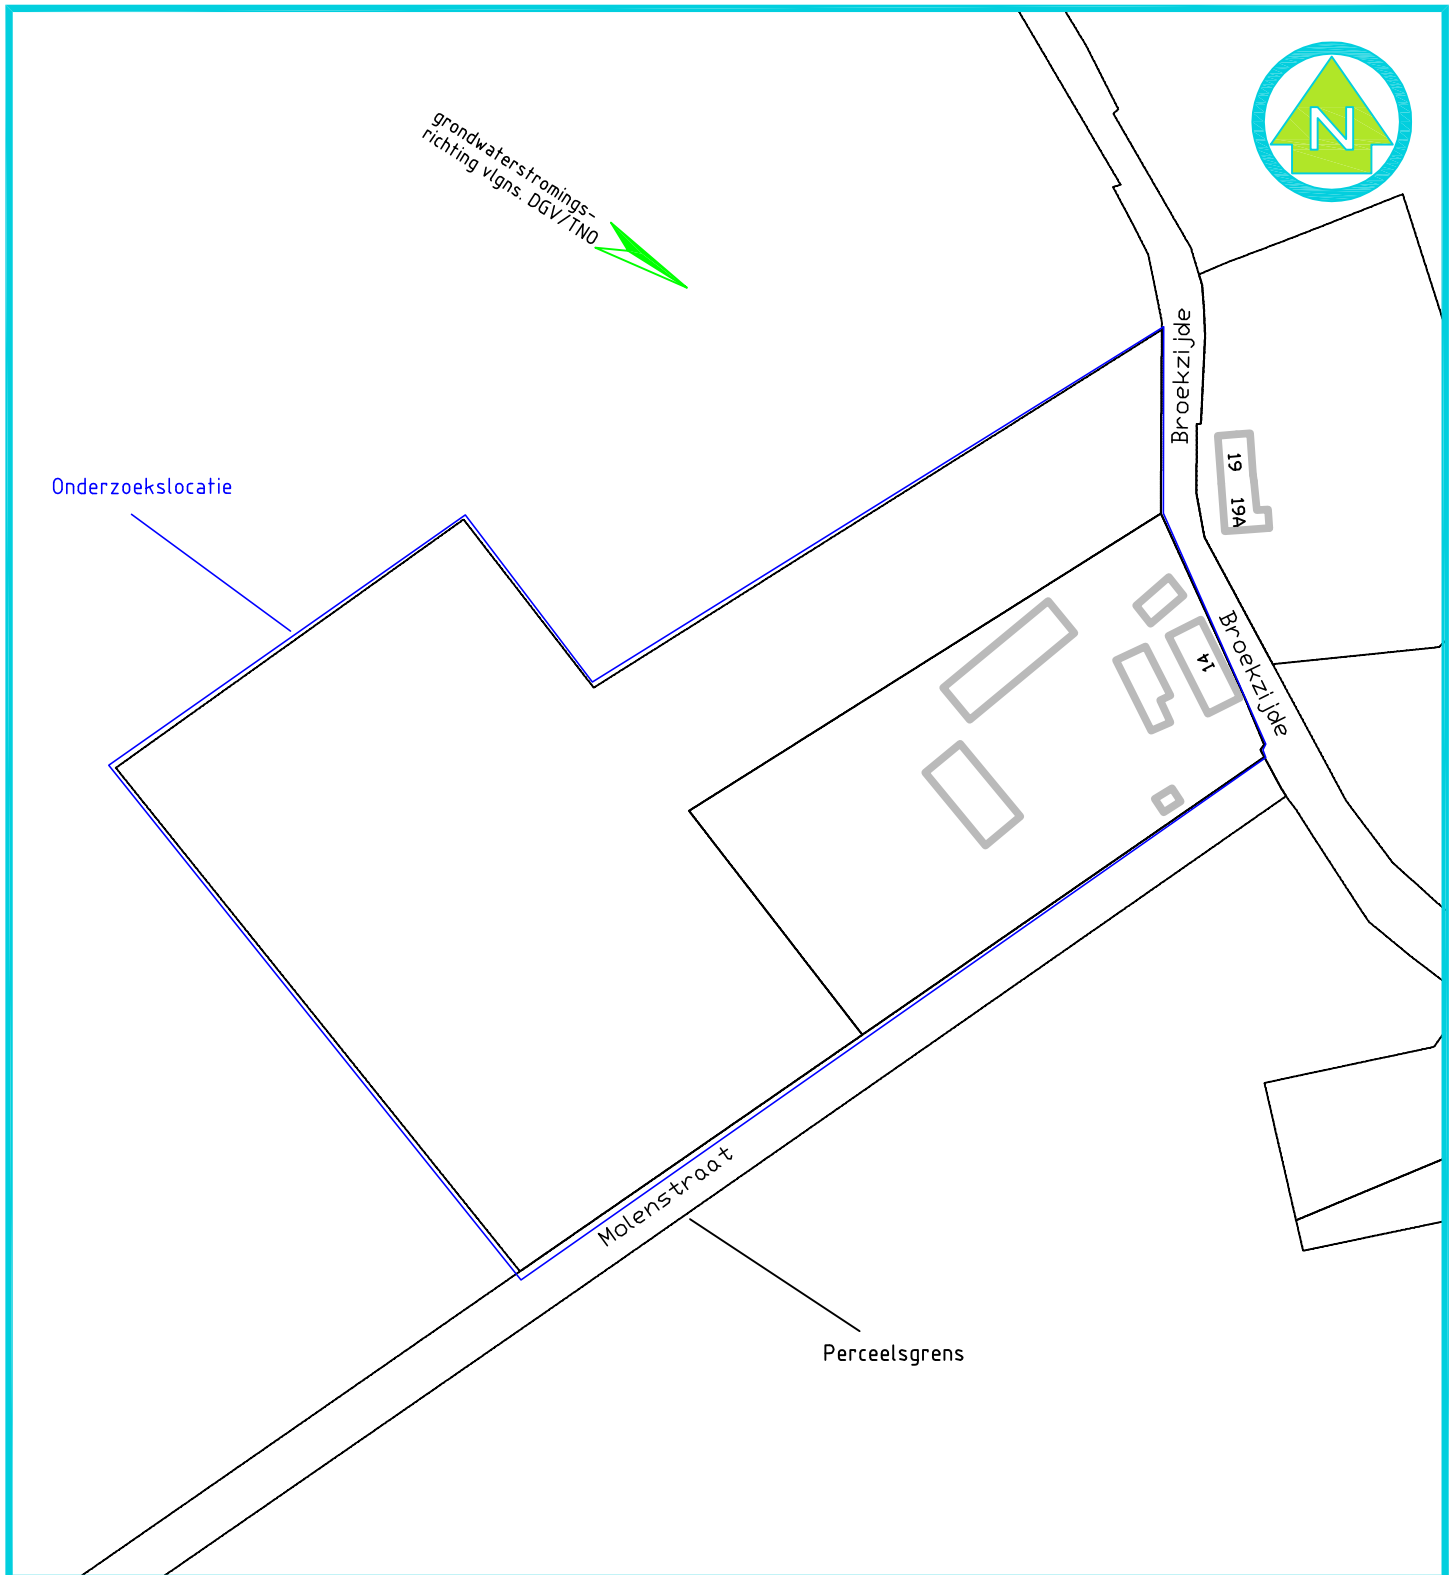 N
grondwaterstromings-
richting vlgns. DGV/TNO
Broekzijde
19 19A
Onderzoekslocatie
Broekzijde
14
Molenstraat
Perceelsgrens